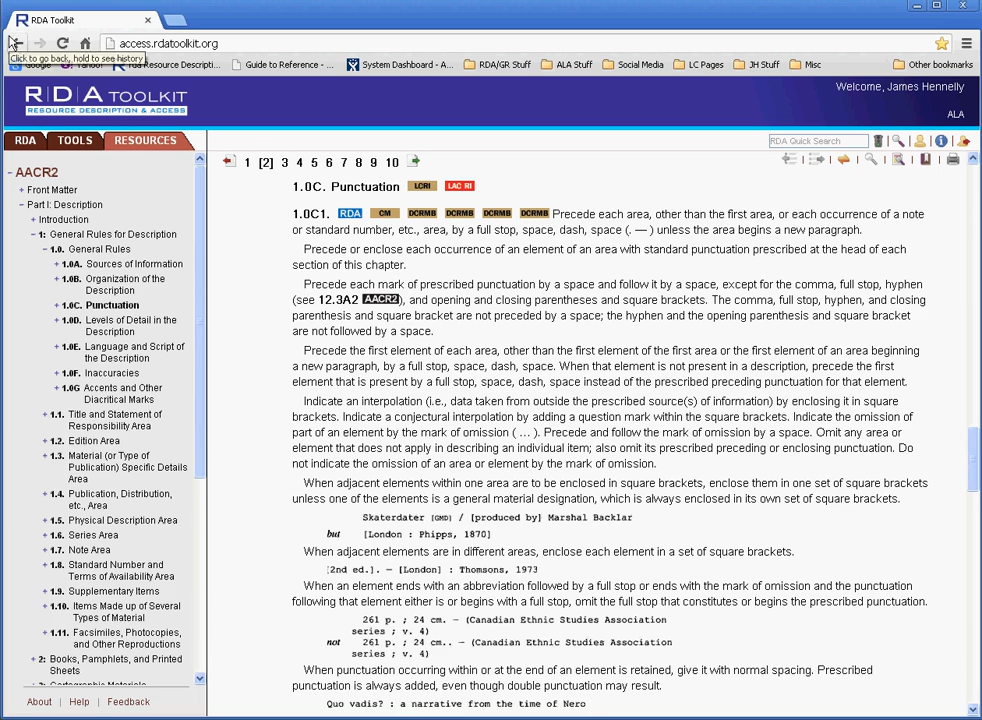 RDA Toolkit
access.rdatoolkit.org
Click to go back, hold to see history
Google
Yahoo!
rda Resource Descripti...
Guide to Reference - ...
System Dashboard - A...
RDA/GR Stuff
ALA Stuff
Social Media
LC Pages
JH Stuff
Misc
Other bookmarks
RDA TOOLKIT
RESOURCE DESCRIPTION & ACCESS
Welcome, James Hennelly
ALA
RDA
TOOLS
RESOURCES
RDA Quick Search
AACR2
Front Matter
Part I: Description
Introduction
1: General Rules for Description
1.0. General Rules
1.0A. Sources of Information
1.0B. Organization of the
Description
1.0C. Punctuation
1.0D. Levels of Detail in the
Description
1.0E. Language and Script of
the Description
1.0F. Inaccuracies
1.0G Accents and Other
Diacritical Marks
1.1. Title and Statement of
Responsibility Area
1.2. Edition Area
1.3. Material (or Type of
Publication) Specific Details
Area
1.4. Publication, Distribution,
etc., Area
1.5. Physical Description Area
1.6. Series Area
1.7. Note Area
1.8. Standard Number and
Terms of Availability Area
1.9. Supplementary Items
1.10. Items Made up of Several
Types of Material
1.11. Facsimiles, Photocopies,
and Other Reproductions
2: Books, Pamphlets, and Printed
Sheets
3: Cartographic Materials
About | Help | Feedback
1 [2] 3 4 5 6 7 8 9 10
1.0C. Punctuation LCRI LAC RI
1.0C1. RDA CM DCRMB DCRMB DCRMB DCRMB Precede each area, other than the first area, or each occurrence of a note
or standard number, etc., area, by a full stop, space, dash, space (. — ) unless the area begins a new paragraph.
Precede or enclose each occurrence of an element of an area with standard punctuation prescribed at the head of each
section of this chapter.
Precede each mark of prescribed punctuation by a space and follow it by a space, except for the comma, full stop, hyphen
(see 12.3A2 AACR2), and opening and closing parentheses and square brackets. The comma, full stop, hyphen, and closing
parenthesis and square bracket are not preceded by a space; the hyphen and the opening parenthesis and square bracket
are not followed by a space.
Precede the first element of each area, other than the first element of the first area or the first element of an area beginning
a new paragraph, by a full stop, space, dash, space. When that element is not present in a description, precede the first
element that is present by a full stop, space, dash, space instead of the prescribed preceding punctuation for that element.
Indicate an interpolation (i.e., data taken from outside the prescribed source(s) of information) by enclosing it in square
brackets. Indicate a conjectural interpolation by adding a question mark within the square brackets. Indicate the omission of
part of an element by the mark of omission ( ... ). Precede and follow the mark of omission by a space. Omit any area or
element that does not apply in describing an individual item; also omit its prescribed preceding or enclosing punctuation. Do
not indicate the omission of an area or element by the mark of omission.
When adjacent elements within one area are to be enclosed in square brackets, enclose them in one set of square brackets
unless one of the elements is a general material designation, which is always enclosed in its own set of square brackets.
Skaterdater [GMD] / [produced by] Marshal Backlar
but [London : Phipps, 1870]
When adjacent elements are in different areas, enclose each element in a set of square brackets.
[2nd ed.]. — [London] : Thomsons, 1973
When an element ends with an abbreviation followed by a full stop or ends with the mark of omission and the punctuation
following that element either is or begins with a full stop, omit the full stop that constitutes or begins the prescribed punctuation.
261 p. ; 24 cm. — (Canadian Ethnic Studies Association
series ; v. 4)
not 261 p. ; 24 cm.. — (Canadian Ethnic Studies Association
series ; v. 4)
When punctuation occurring within or at the end of an element is retained, give it with normal spacing. Prescribed
punctuation is always added, even though double punctuation may result.
Quo vadis? : a narrative from the time of Nero